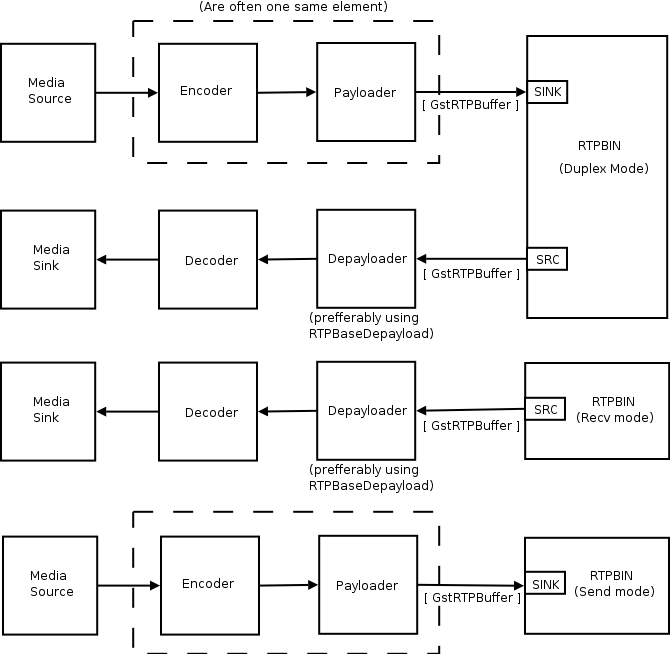 (Are often one same element)
Media
Source
Encoder
Payloader
[ GstRTPBuffer ]
SINK
RTPBIN
(Duplex Mode)
Media
Sink
Decoder
Depayloader
[ GstRTPBuffer ]
SRC
(prefferably using
RTPBaseDepayload)
Media
Sink
Decoder
Depayloader
[ GstRTPBuffer ]
SRC
RTPBIN
(Recv mode)
(prefferably using
RTPBaseDepayload)
Media
Source
Encoder
Payloader
[ GstRTPBuffer ]
SINK
RTPBIN
(Send mode)